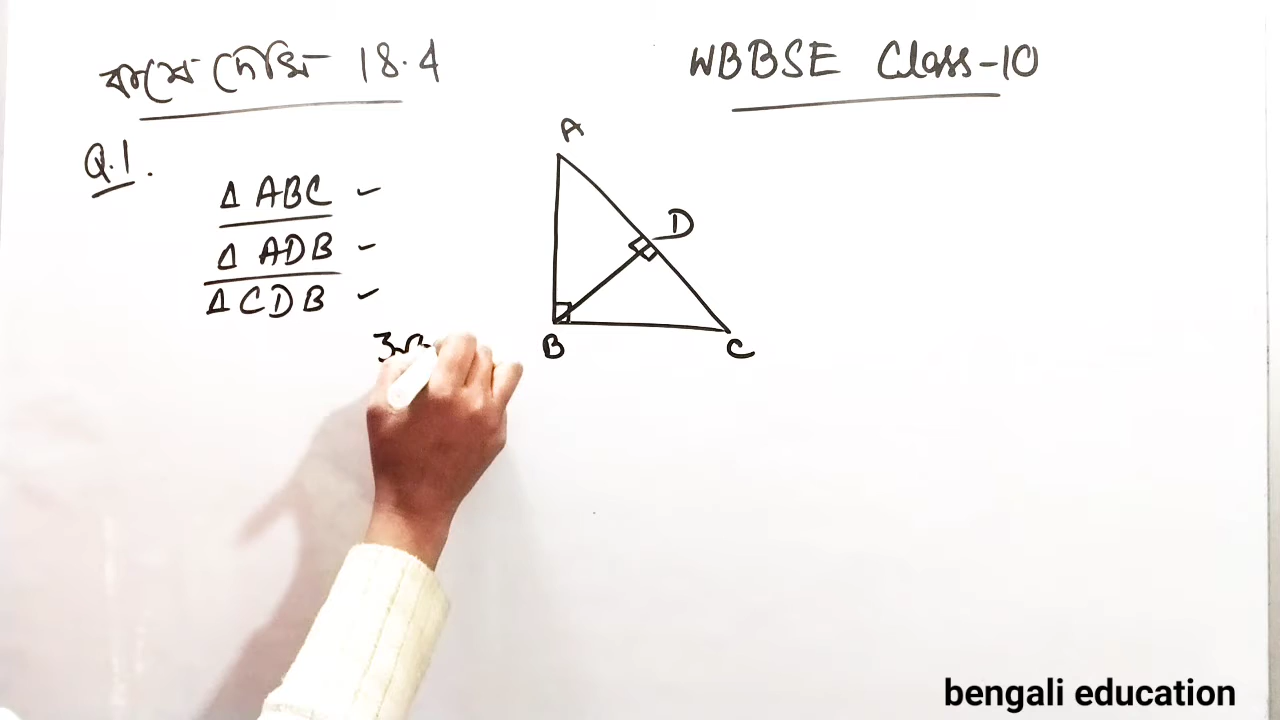 কষে দেখি- 18.4
WBBSE Class-10
Q.1.
Δ ABC -
Δ ADB -
Δ CDB -
A
D
B
C
bengali education